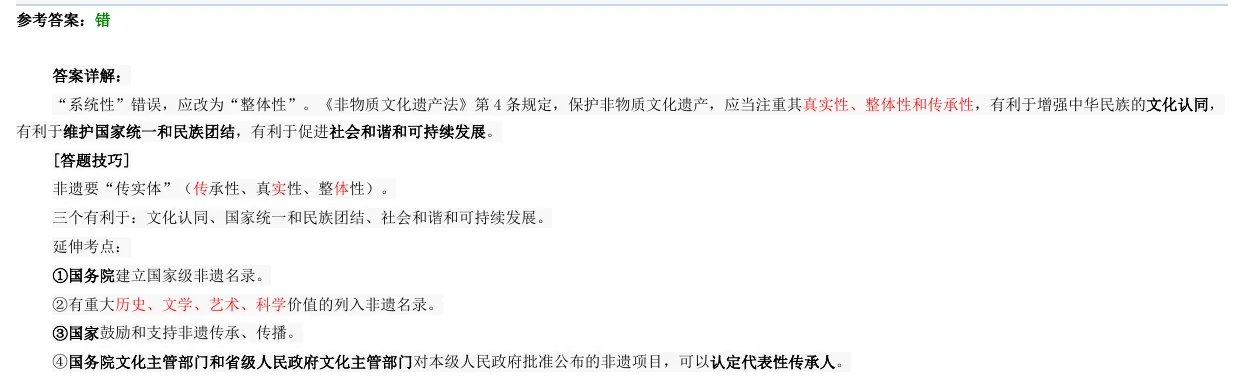 参考答案：错
答案详解：
“系统性”错误，应改为“整体性”。《非物质文化遗产法》第 4 条规定，保护非物质文化遗产，应当注重其真实性、整体性和传承性，有利于增强中华民族的文化认同，
有利于维护国家统一和民族团结，有利于促进社会和谐和可持续发展。
[答题技巧]
非遗要“传实体”（传承性、真实性、整体性）。
三个有利于：文化认同、国家统一和民族团结、社会和谐和可持续发展。
延伸考点：
①国务院建立国家级非遗名录。
②有重大历史、文学、艺术、科学价值的列入非遗名录。
③国家鼓励和支持非遗传承、传播。
④国务院文化主管部门和省级人民政府文化主管部门对本级人民政府批准公布的非遗项目，可以认定代表性传承人。